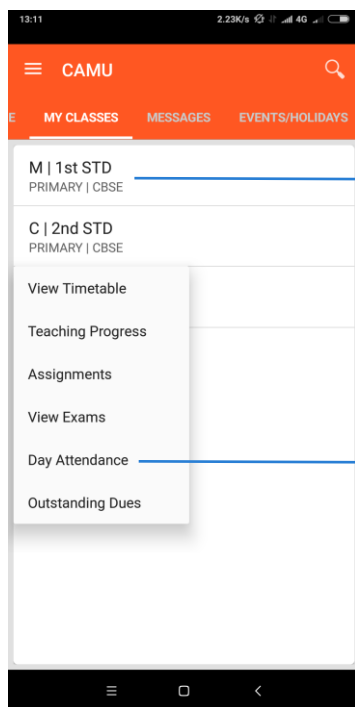 13:11 2.23K/s 4G
CAMU
E MY CLASSES MESSAGES EVENTS/HOLIDAYS
M | 1st STD
PRIMARY | CBSE
C | 2nd STD
PRIMARY | CBSE
View Timetable
Teaching Progress
Assignments
View Exams
Day Attendance
Outstanding Dues